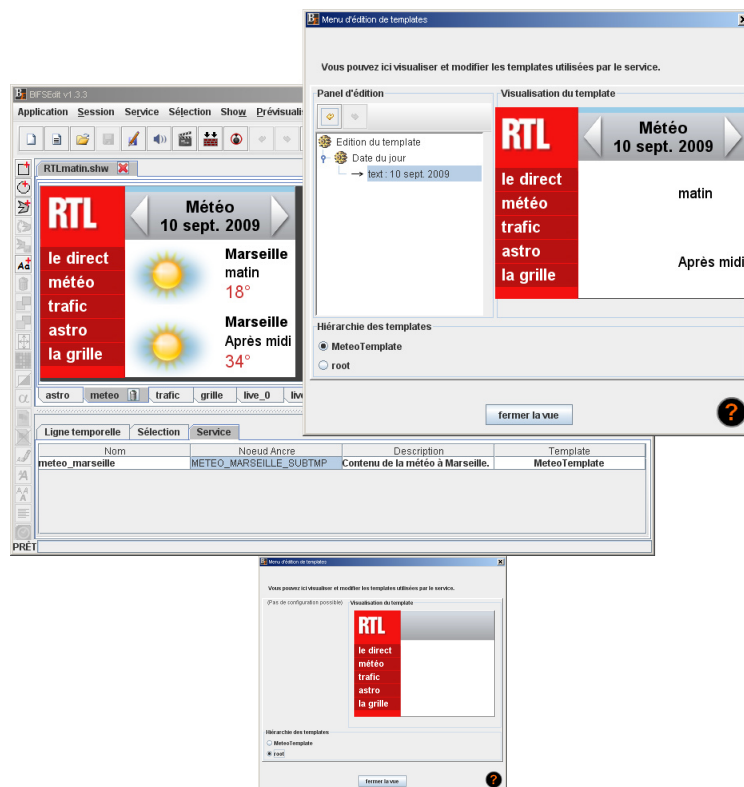 Menu d'édition de templates
Vous pouvez ici visualiser et modifier les templates utilisées par le service.
Panel d'édition
Edition du template
Date du jour
text : 10 sept. 2009
Visualisation du template
RTL
Météo
10 sept. 2009
le direct
météo
trafic
astro
la grille
matin
Après midi
Hiérarchie des templates
MeteoTemplate
root
fermer la vue
?
BIFSEdit v1.3.3
Application Session Service Sélection Show
RTLmatin.shw
RTL
Météo
10 sept. 2009
le direct
météo
trafic
astro
la grille
Marseille
matin
18°
Marseille
Après midi
34°
astro meteo trafic grille live_0
Ligne temporelle Sélection Service
Nom Noeud Ancre Description Template
meteo_marseille METEO_MARSEILLE_SUBTMP Contenu de la météo à Marseille. MeteoTemplate
PRÊT
Menu d'édition de templates
Vous pouvez ici visualiser et modifier les templates utilisées par le service.
(Pas de configuration possible)
Visualisation du template
RTL
le direct
météo
trafic
astro
la grille
Hiérarchie des templates
MeteoTemplate
root
fermer la vue
?